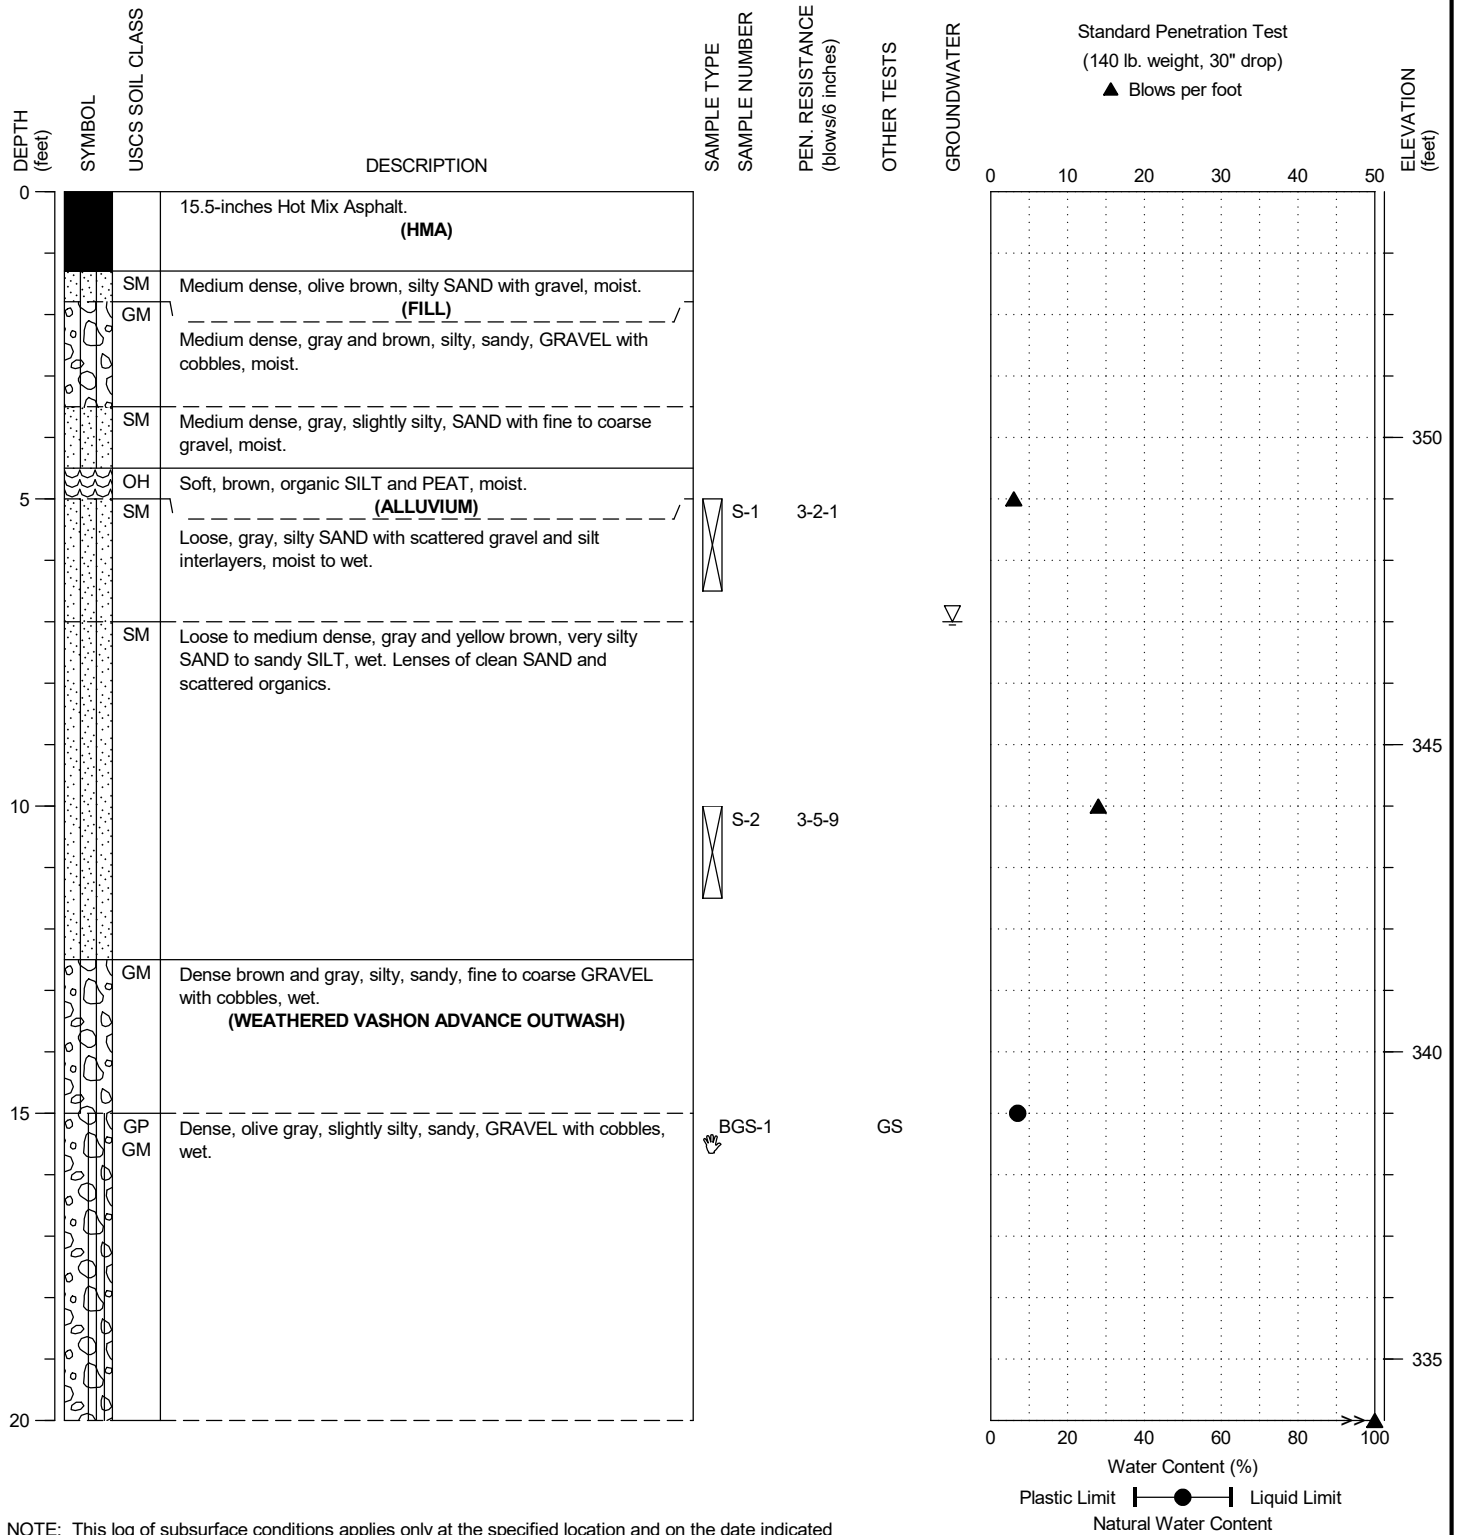 DEPTH
(feet)
SYMBOL
USCS SOIL CLASS
DESCRIPTION
SAMPLE TYPE
SAMPLE NUMBER
PEN. RESISTANCE
(blows/6 inches)
OTHER TESTS
GROUNDWATER
Standard Penetration Test
(140 lb. weight, 30" drop)
▲ Blows per foot
ELEVATION
(feet)
0 10 20 30 40 50
0
15.5-inches Hot Mix Asphalt.
(HMA)
SM Medium dense, olive brown, silty SAND with gravel, moist.
(FILL)
GM
Medium dense, gray and brown, silty, sandy, GRAVEL with
cobbles, moist.
SM Medium dense, gray, slightly silty, SAND with fine to coarse
gravel, moist.
350
OH Soft, brown, organic SILT and PEAT, moist.
(ALLUVIUM)
5
SM S-1 3-2-1
Loose, gray, silty SAND with scattered gravel and silt
interlayers, moist to wet.
SM Loose to medium dense, gray and yellow brown, very silty
SAND to sandy SILT, wet. Lenses of clean SAND and
scattered organics.
345
10
S-2 3-5-9
GM Dense brown and gray, silty, sandy, fine to coarse GRAVEL
with cobbles, wet.
(WEATHERED VASHON ADVANCE OUTWASH)
340
15
GP Dense, olive gray, slightly silty, sandy, GRAVEL with cobbles, BGS-1 GS
GM wet.
335
20
0 20 40 60 80 100
Water Content (%)
Plastic Limit Liquid Limit
Natural Water Content
NOTE: This log of subsurface conditions applies only at the specified location and on the date indicated